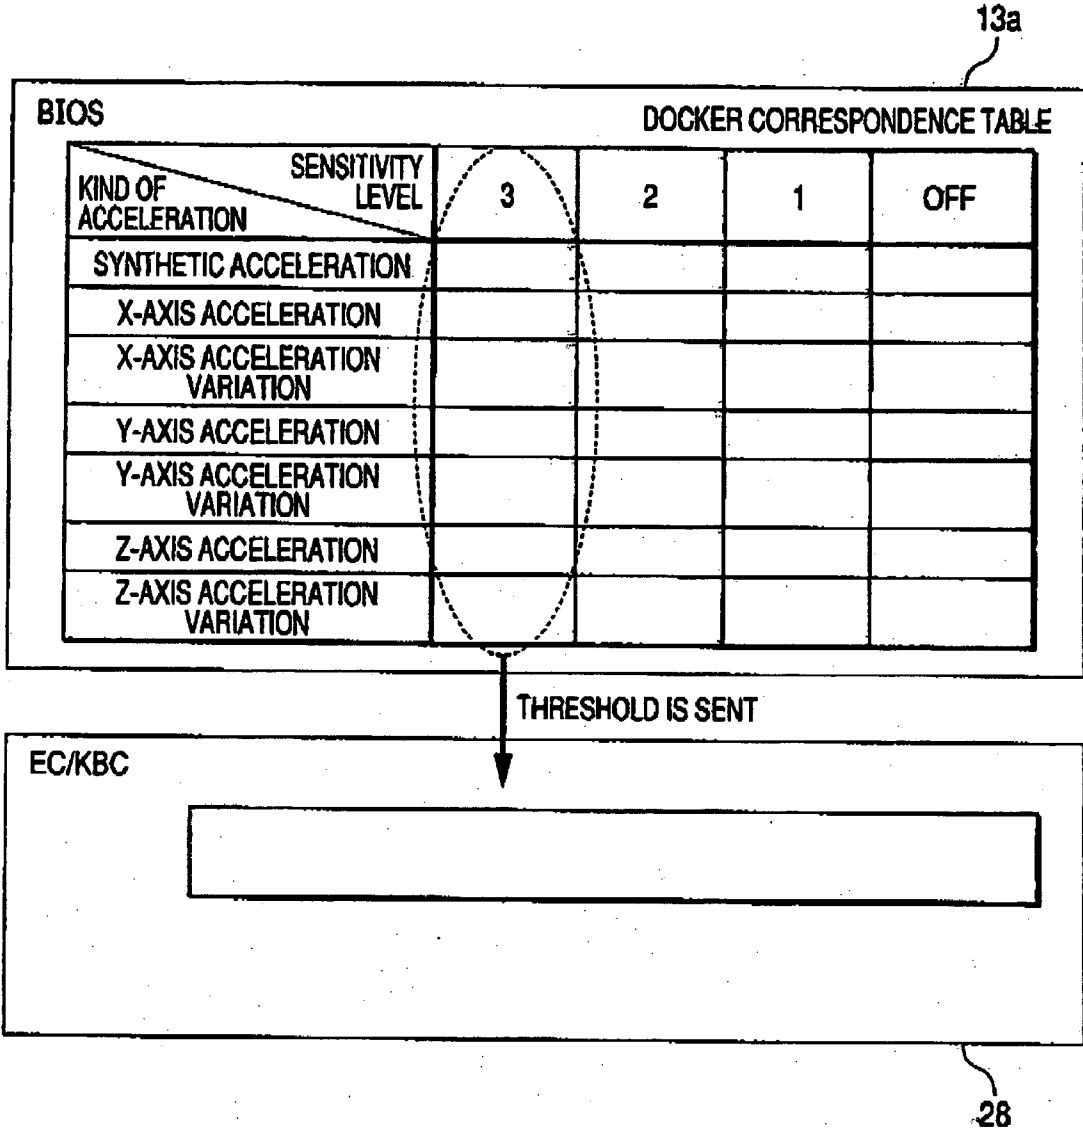 13a
BIOS
DOCKER CORRESPONDENCE TABLE
SENSITIVITY
LEVEL
KIND OF
ACCELERATION
3
2
1
OFF
SYNTHETIC ACCELERATION
X-AXIS ACCELERATION
X-AXIS ACCELERATION
VARIATION
Y-AXIS ACCELERATION
Y-AXIS ACCELERATION
VARIATION
Z-AXIS ACCELERATION
Z-AXIS ACCELERATION
VARIATION
THRESHOLD IS SENT
EC/KBC
28